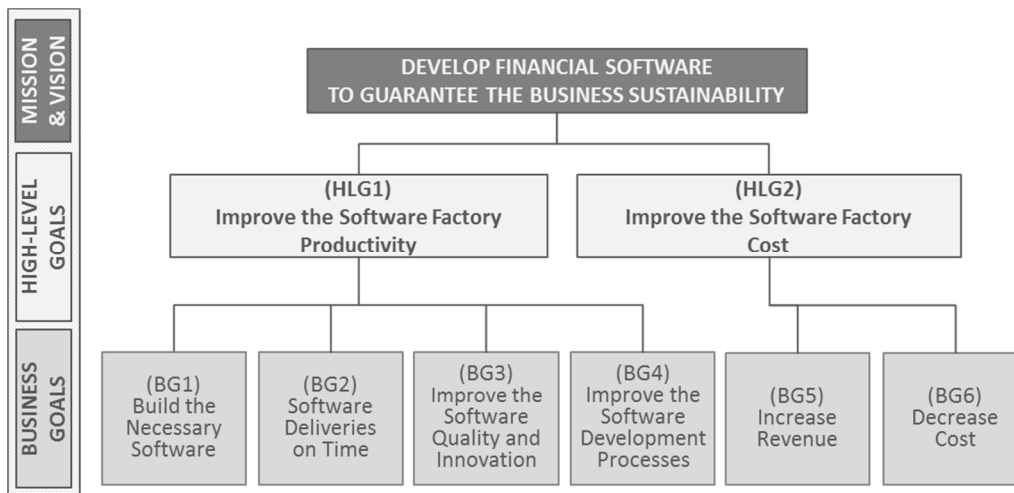 MISSION
& VISION
DEVELOP FINANCIAL SOFTWARE
TO GUARANTEE THE BUSINESS SUSTAINABILITY
HIGH-LEVEL
GOALS
(HLG1)
Improve the Software Factory
Productivity
(HLG2)
Improve the Software Factory
Cost
BUSINESS
GOALS
(BG1)
Build the
Necessary
Software
(BG2)
Software
Deliveries
on Time
(BG3)
Improve the
Software
Quality and
Innovation
(BG4)
Improve the
Software
Development
Processes
(BG5)
Increase
Revenue
(BG6)
Decrease
Cost